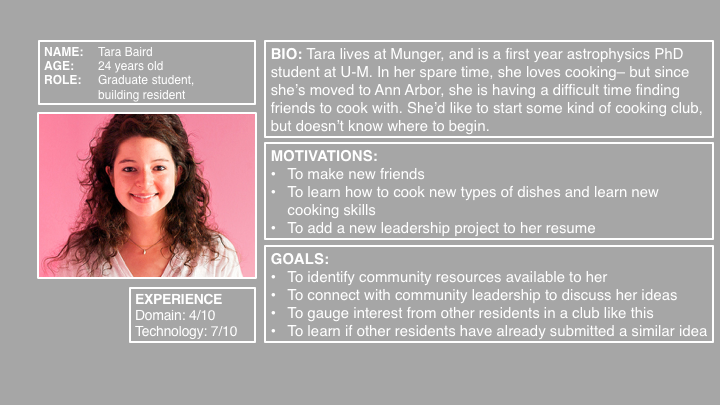 NAME: Tara Baird
AGE: 24 years old
ROLE: Graduate student,
building resident
EXPERIENCE
Domain: 4/10
Technology: 7/10
BIO: Tara lives at Munger, and is a first year astrophysics PhD
student at U-M. In her spare time, she loves cooking– but since
she’s moved to Ann Arbor, she is having a difficult time finding
friends to cook with. She’d like to start some kind of cooking club,
but doesn’t know where to begin.
MOTIVATIONS:
• To make new friends
• To learn how to cook new types of dishes and learn new
cooking skills
• To add a new leadership project to her resume
GOALS:
• To identify community resources available to her
• To connect with community leadership to discuss her ideas
• To gauge interest from other residents in a club like this
• To learn if other residents have already submitted a similar idea